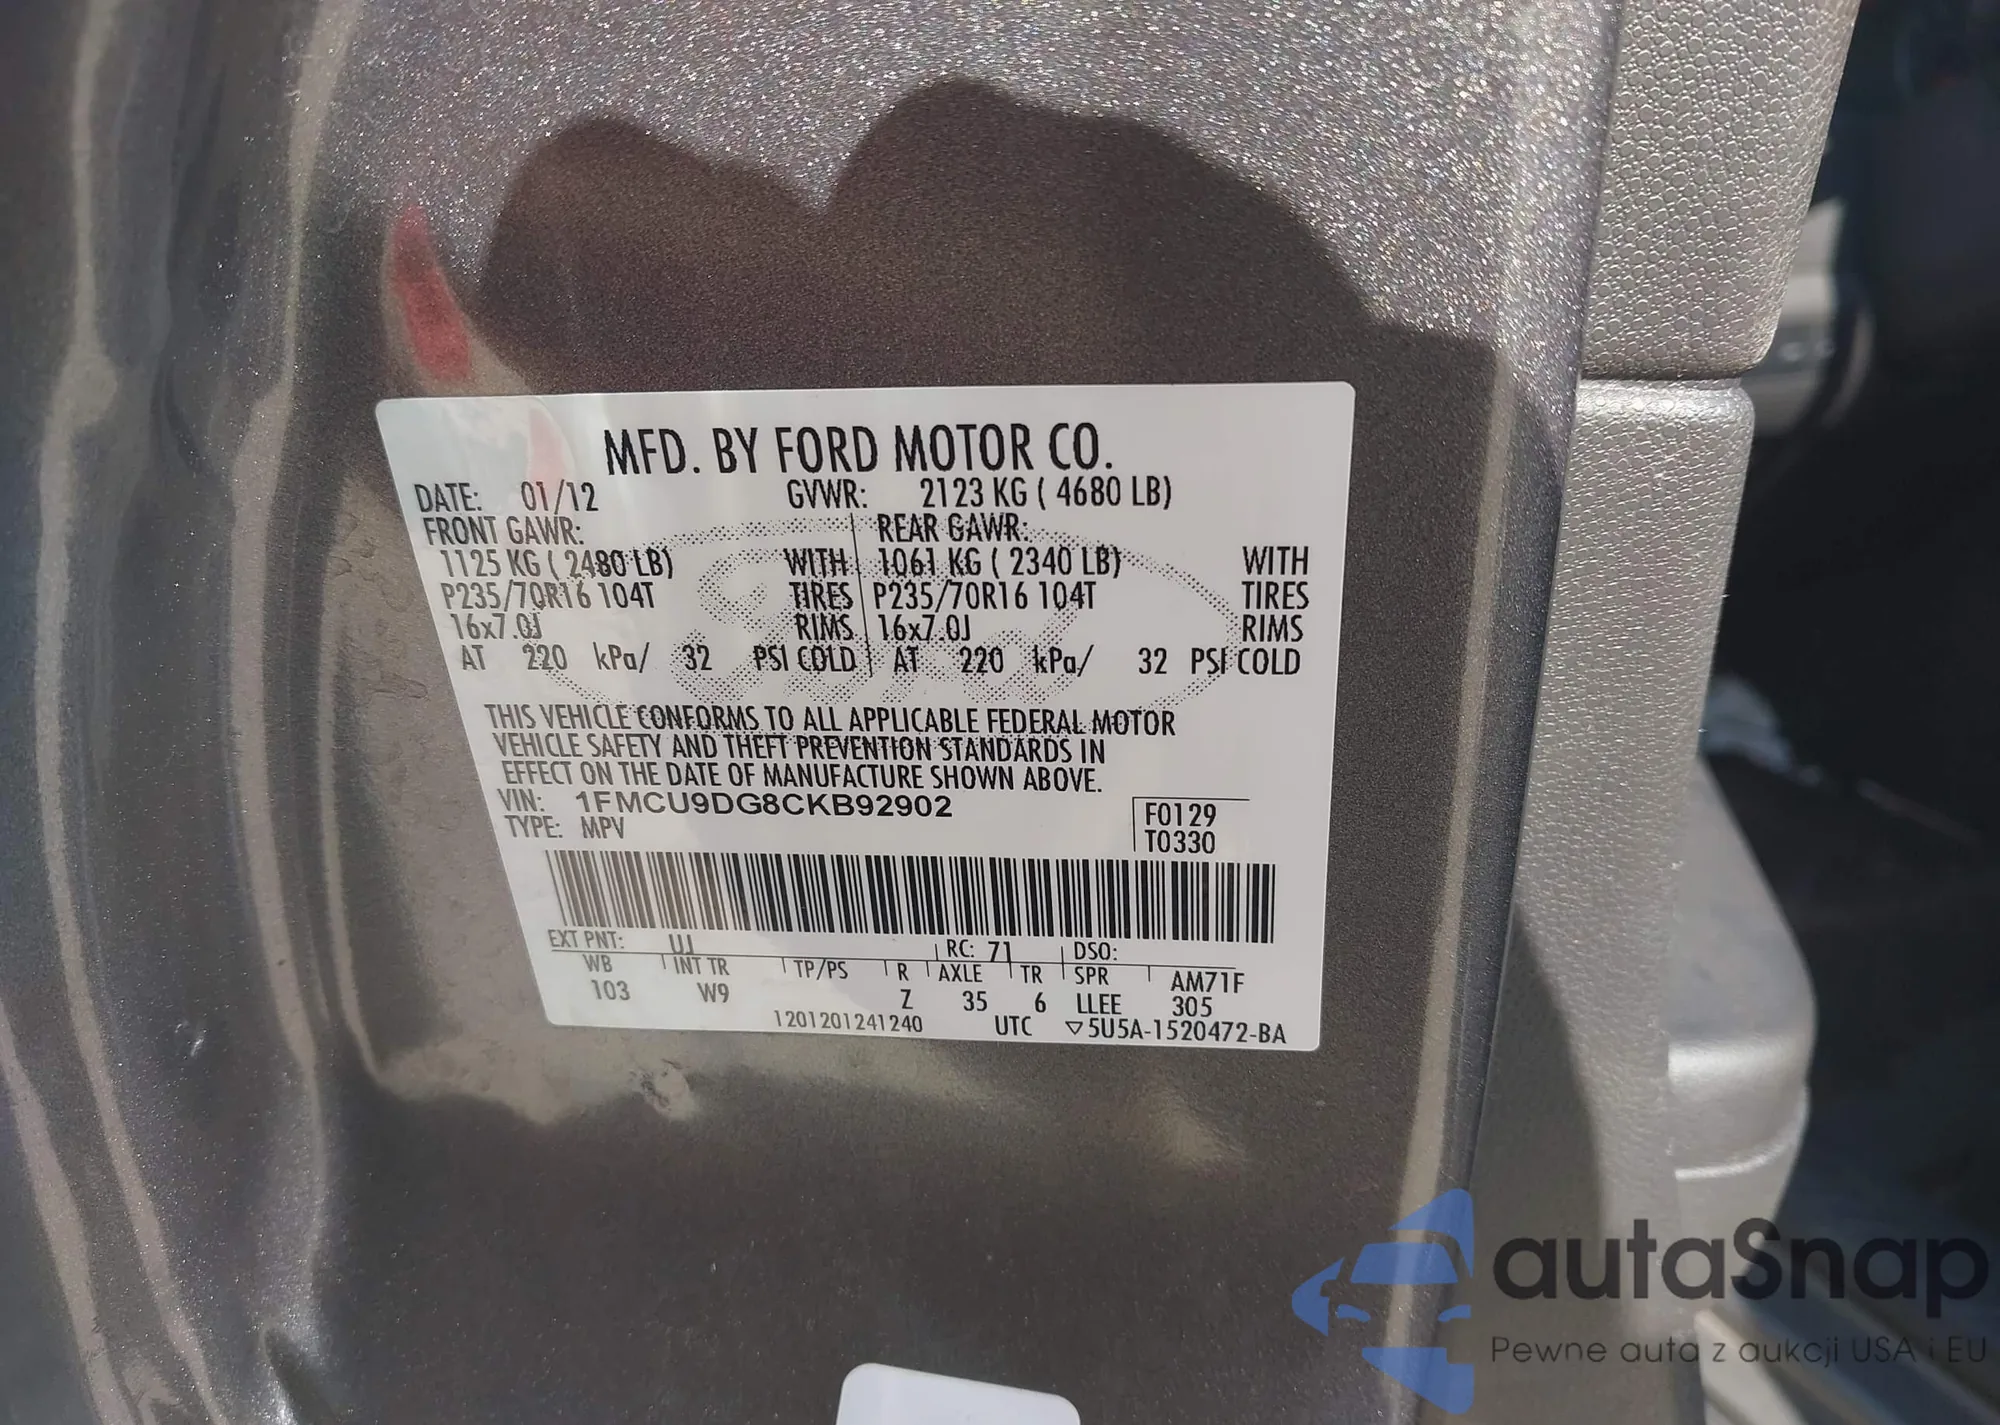 MFD. BY FORD MOTOR CO.
DATE: 01/12 GVWR: 2123 KG ( 4680 LB)
FRONT GAWR: REAR GAWR:
1125 KG ( 2480 LB) WITH 1061 KG ( 2340 LB) WITH
P235/70R16 104T TIRES P235/70R16 104T TIRES
16x7.0J RIMS 16x7.0J RIMS
AT 220 kPa/ 32 PSI COLD AT 220 kPa/ 32 PSI COLD
THIS VEHICLE CONFORMS TO ALL APPLICABLE FEDERAL MOTOR
VEHICLE SAFETY AND THEFT PREVENTION STANDARDS IN
EFFECT ON THE DATE OF MANUFACTURE SHOWN ABOVE.
VIN: 1FMCU9DG8CKB92902 F0129
TYPE: MPV T0330
EXT PNT: UJ RC: 71 DSO:
WB INT TR TP/PS R AXLE TR SPR AM71F
103 W9 Z 35 6 LLEE 305
1201201241240 UTC ▽5U5A-1520472-BA
Ford
autaSnap
Pewne auta z aukcji USA i EU